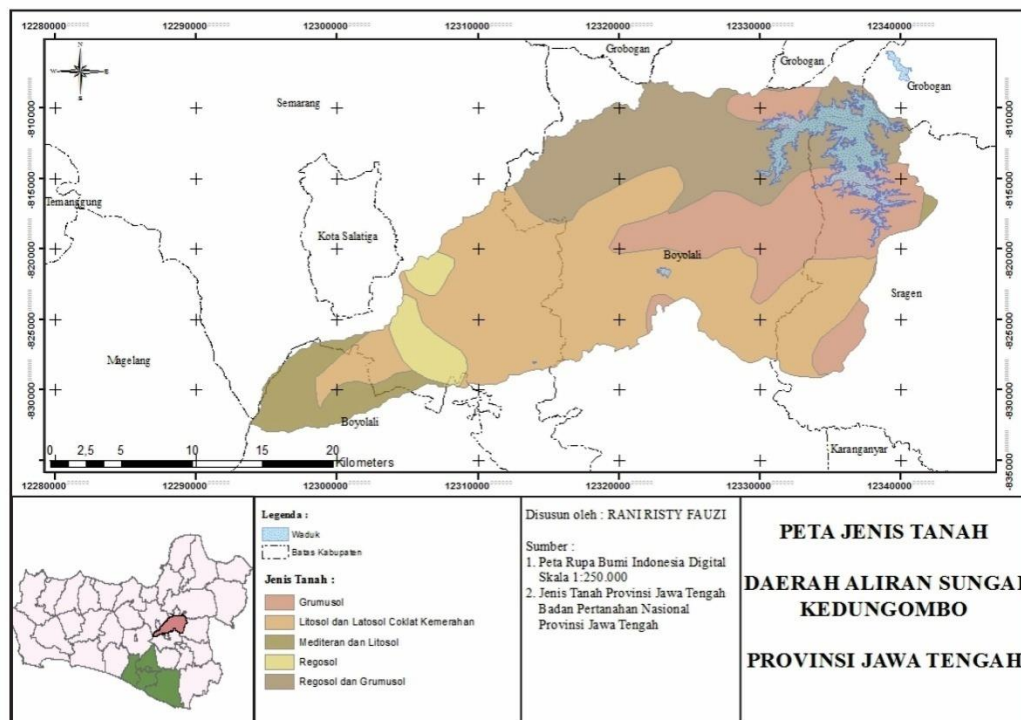 12280000 12290000 12300000 12310000 12320000 12330000 12340000
N
W E
S
Grobogan
Grobogan
Grobogan
Semarang
Temanggung
Kota Salatiga
Boyolali
Sragen
Magelang
Boyolali
Karanganyar
-810000 -810000
-815000 -815000
-820000 -820000
-825000 -825000
-830000 -830000
-835000
0 2,5 5 10 15 20
Kilometers
12280000 12290000 12300000 12310000 12320000 12330000 12340000
Legenda :
Waduk
Batas Kabupaten
Jenis Tanah :
Grumusol
Litosol dan Latosol Coklat Kemerahan
Mediteran dan Litosol
Regosol
Regosol dan Grumusol
Disusun oleh : RANI RISTY FAUZI
Sumber :
1. Peta Rupa Bumi Indonesia Digital
Skala 1:250.000
2. Jenis Tanah Provinsi Jawa Tengah
Badan Pertanahan Nasional
Provinsi Jawa Tengah
PETA JENIS TANAH
DAERAH ALIRAN SUNGAI
KEDUNGOMBO
PROVINSI JAWA TENGAH